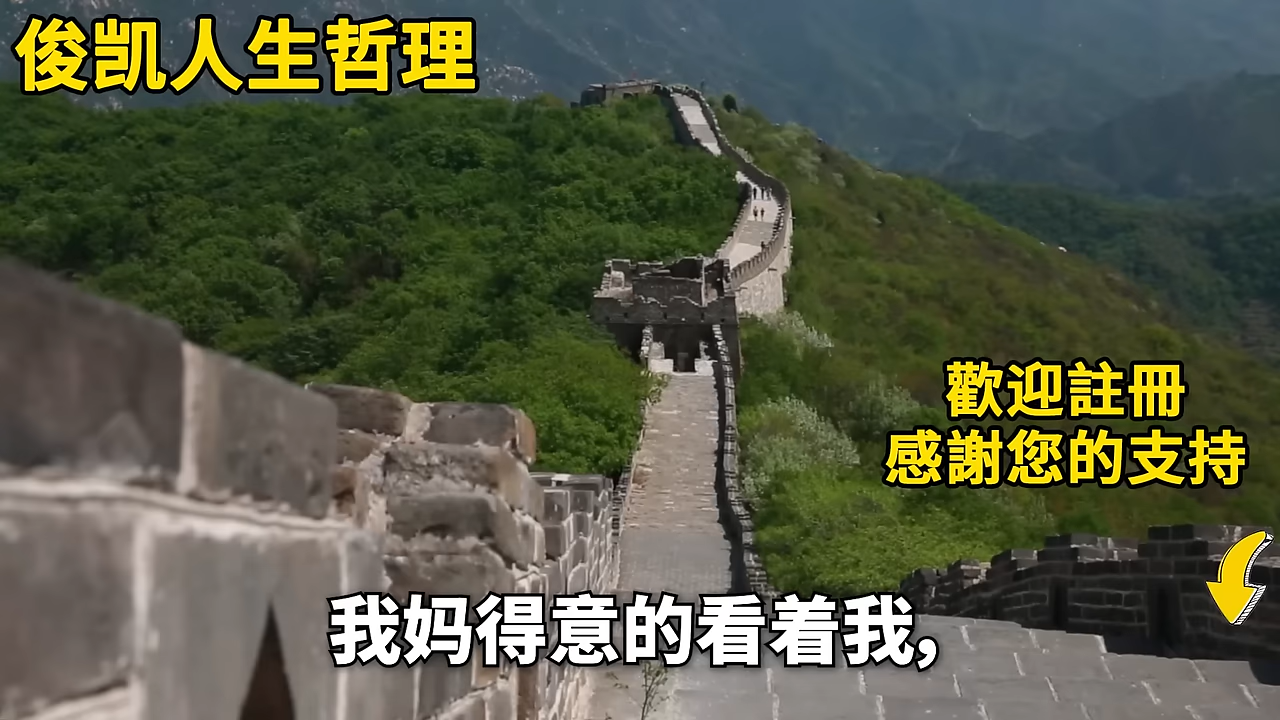 俊凯人生哲理
歡迎註冊
感謝您的支持
我妈得意的看着我,